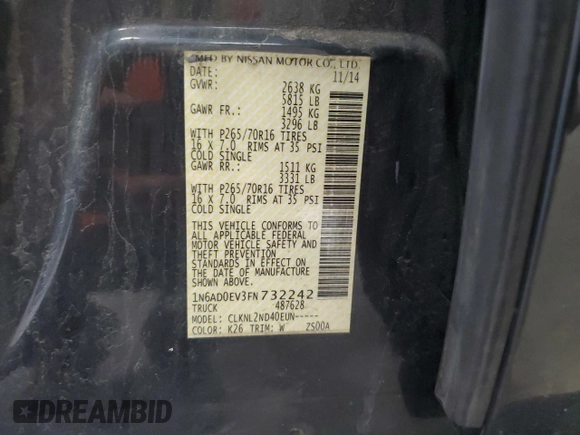 MFD BY NISSAN MOTOR CO., LTD.
DATE: 11/14
GVWR: 2638 KG
5815 LB
GAWR FR.: 1495 KG
3296 LB
WITH P265/70R16 TIRES
16 X 7.0 RIMS AT 35 PSI
COLD SINGLE
GAWR RR.: 1511 KG
3331 LB
WITH P265/70R16 TIRES
16 X 7.0 RIMS AT 35 PSI
COLD SINGLE
THIS VEHICLE CONFORMS TO
ALL APPLICABLE FEDERAL
MOTOR VEHICLE SAFETY AND
THEFT PREVENTION
STANDARDS IN EFFECT ON
THE DATE OF MANUFACTURE
SHOWN ABOVE.
1N6AD0EV3FN732242
TRUCK 487628
MODEL: CLKNL2ND40EUN-----
COLOR: K26 TRIM: W ZS00A
DREAMBID